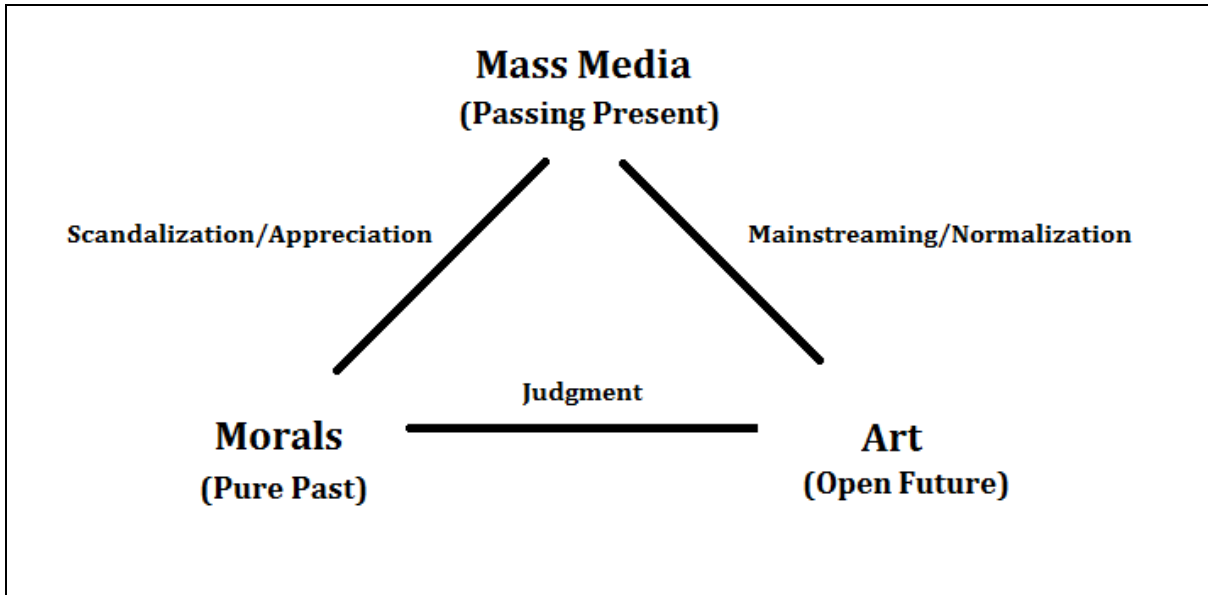 Mass Media
(Passing Present)
Scandalization/Appreciation
Mainstreaming/Normalization
Judgment
Morals
(Pure Past)
Art
(Open Future)